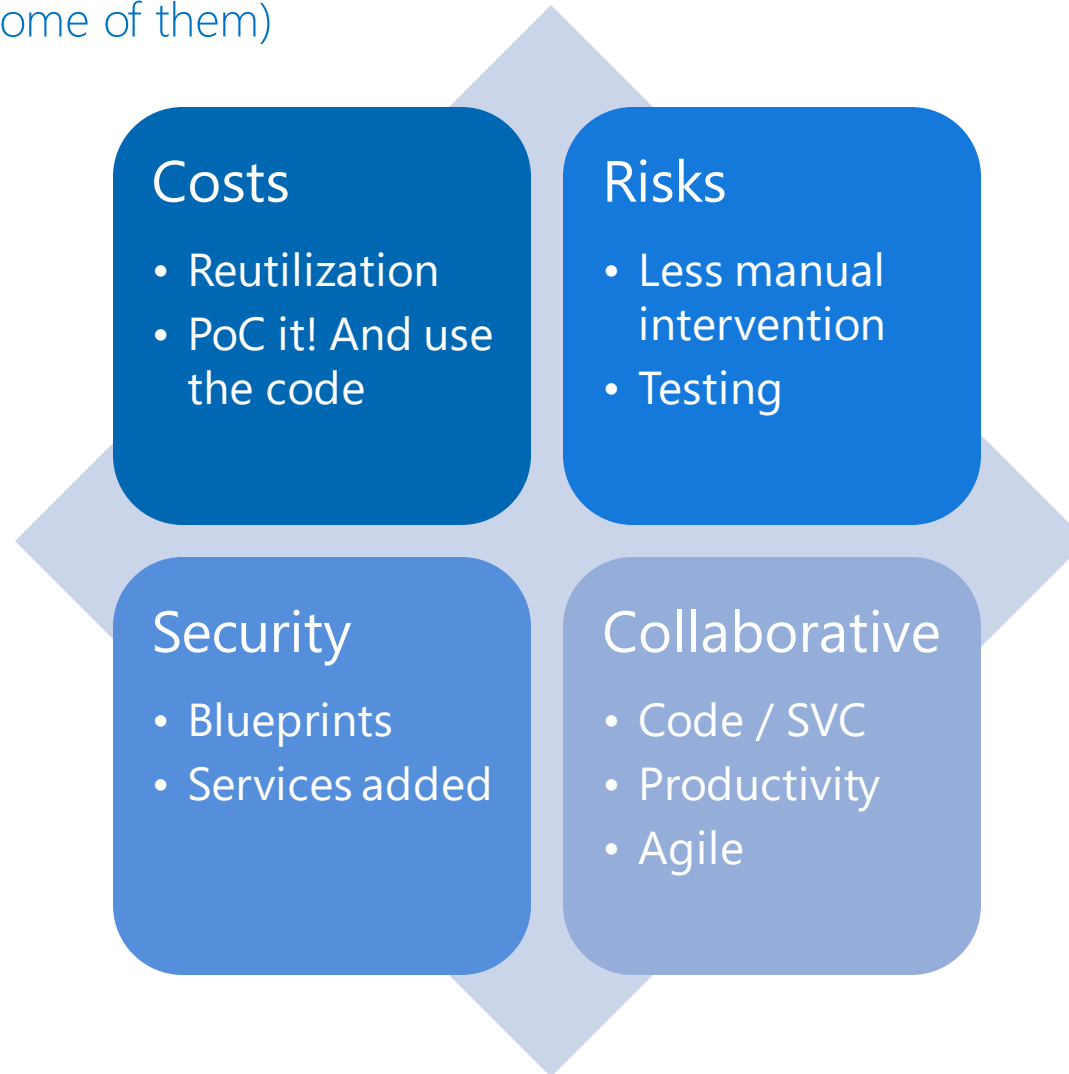 ome of them)
Costs
• Reutilization
• PoC it! And use
the code
Risks
• Less manual
intervention
• Testing
Security
• Blueprints
• Services added
Collaborative
• Code / SVC
• Productivity
• Agile